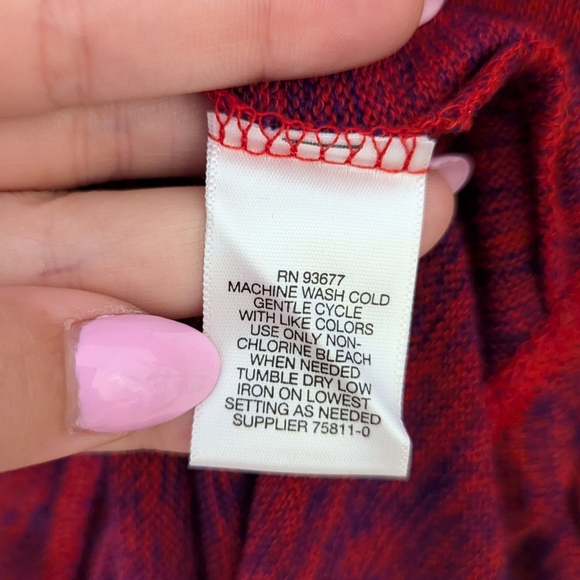 RN 93677
MACHINE WASH COLD
GENTLE CYCLE
WITH LIKE COLORS
USE ONLY NON-
CHLORINE BLEACH
WHEN NEEDED
TUMBLE DRY LOW
IRON ON LOWEST
SETTING AS NEEDED
SUPPLIER 75811-0